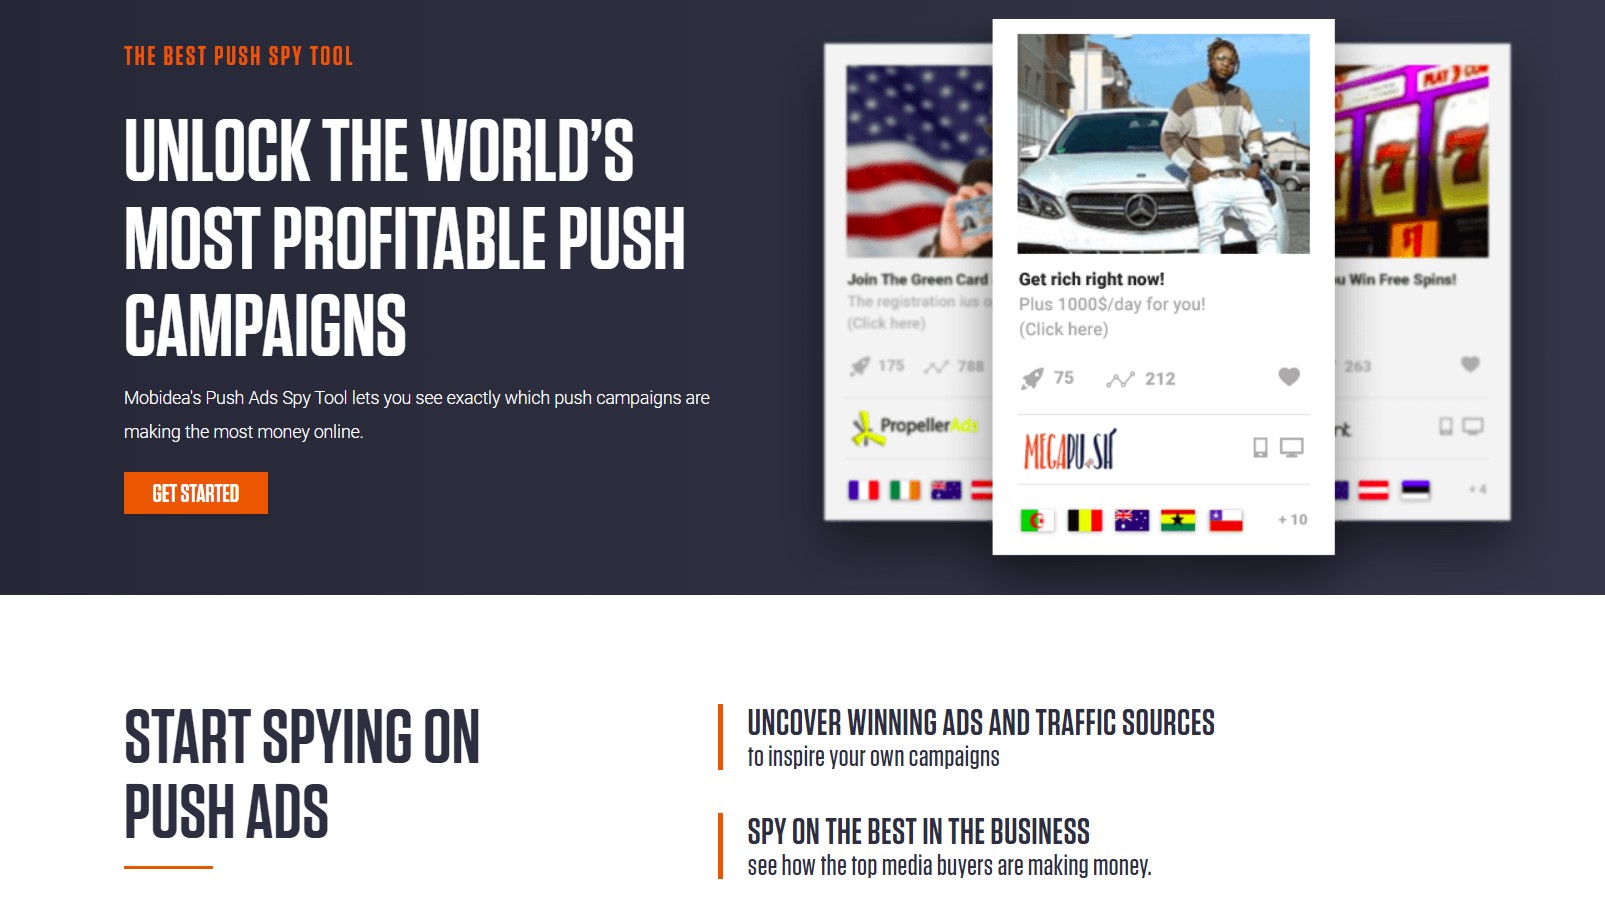 THE BEST PUSH SPY TOOL
UNLOCK THE WORLD’S
MOST PROFITABLE PUSH
CAMPAIGNS
Mobidea's Push Ads Spy Tool lets you see exactly which push campaigns are
making the most money online.
GET STARTED
Join The Green Card
The registration ius
(Click here)
175 788
PropellerAds
Get rich right now!
Plus 1000$/day for you!
(Click here)
75 212
MEGAPU.SH
+ 10
PLAY 3
$1
Win Free Spins!
263
+ 4
START SPYING ON
PUSH ADS
UNCOVER WINNING ADS AND TRAFFIC SOURCES
to inspire your own campaigns
SPY ON THE BEST IN THE BUSINESS
see how the top media buyers are making money.